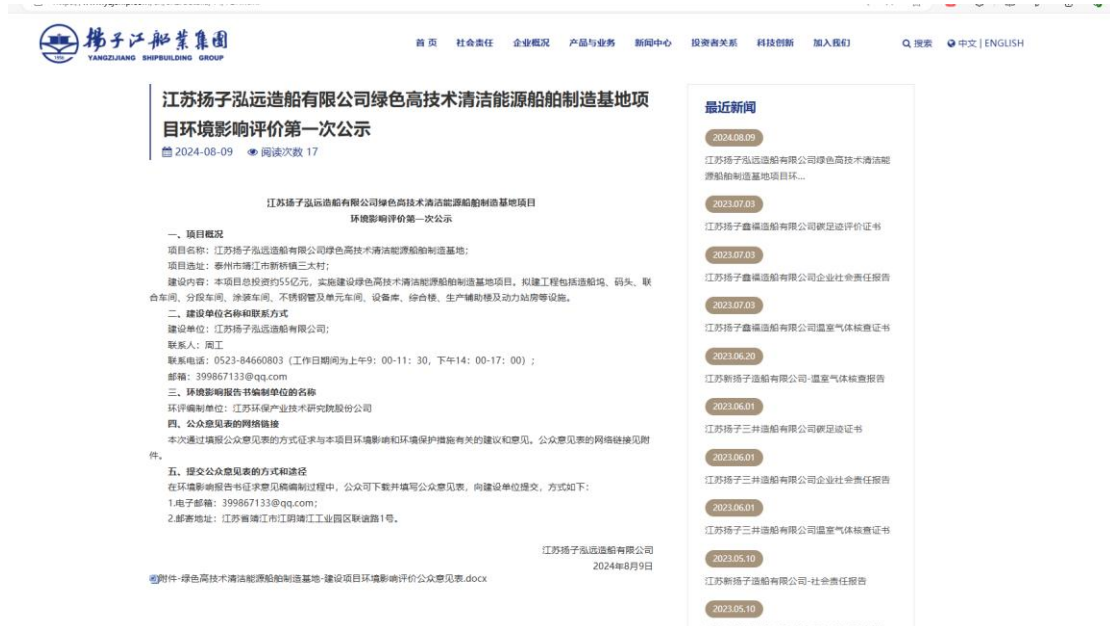 揚子江船業集團
YANGZIJIANG SHIPBUILDING GROUP
首页 社会责任 企业概况 产品与业务 新闻中心 投资者关系 科技创新 加入我们 搜索 中文 | ENGLISH
江苏扬子泓远造船有限公司绿色高技术清洁能源船舶制造基地项
目环境影响评价第一次公示
2024-08-09 阅读次数 17
江苏扬子泓远造船有限公司绿色高技术清洁能源船舶制造基地项目
环境影响评价第一次公示
一、项目概况
项目名称:江苏扬子泓远造船有限公司绿色高技术清洁能源船舶制造基地;
项目选址:泰州市靖江市新桥镇三太村;
建设内容:本项目总投资约55亿元,实施建设绿色高技术清洁能源船舶制造基地项目。拟建工程包括造船坞、码头、联
合车间、分段车间、涂装车间、不锈钢管及单元车间、设备库、综合楼、生产辅助楼及动力站房等设施。
二、建设单位名称和联系方式
建设单位:江苏扬子泓远造船有限公司;
联系人:周工
联系电话:0523-84660803(工作日期间为上午9:00-11:30,下午14:00-17:00);
邮箱:399867133@qq.com
三、环境影响报告书编制单位的名称
环评编制单位:江苏环保产业技术研究院股份公司
四、公众意见表的网络链接
本次通过填报公众意见表的方式征求与本项目环境影响和环境保护措施有关的建议和意见。公众意见表的网络链接见附
件。
五、提交公众意见表的方式和途径
在环境影响报告书征求意见稿编制过程中,公众可下载并填写公众意见表,向建设单位提交,方式如下:
1.电子邮箱:399867133@qq.com;
2.邮寄地址:江苏省靖江市江阴靖江工业园区联谊路1号。
江苏扬子泓远造船有限公司
2024年8月9日
附件-绿色高技术清洁能源船舶制造基地-建设项目环境影响评价公众意见表.docx
最近新闻
2024.08.09
江苏扬子泓远造船有限公司绿色高技术清洁能
源船舶制造基地项目环...
2023.07.03
江苏扬子鑫福造船有限公司碳足迹评价证书
2023.07.03
江苏扬子鑫福造船有限公司企业社会责任报告
2023.07.03
江苏扬子鑫福造船有限公司温室气体核查证书
2023.06.20
江苏新扬子造船有限公司-温室气体核查报告
2023.06.01
江苏扬子三井造船有限公司碳足迹证书
2023.06.01
江苏扬子三井造船有限公司企业社会责任报告
2023.06.01
江苏扬子三井造船有限公司温室气体核查证书
2023.05.10
江苏新扬子造船有限公司-社会责任报告
2023.05.10